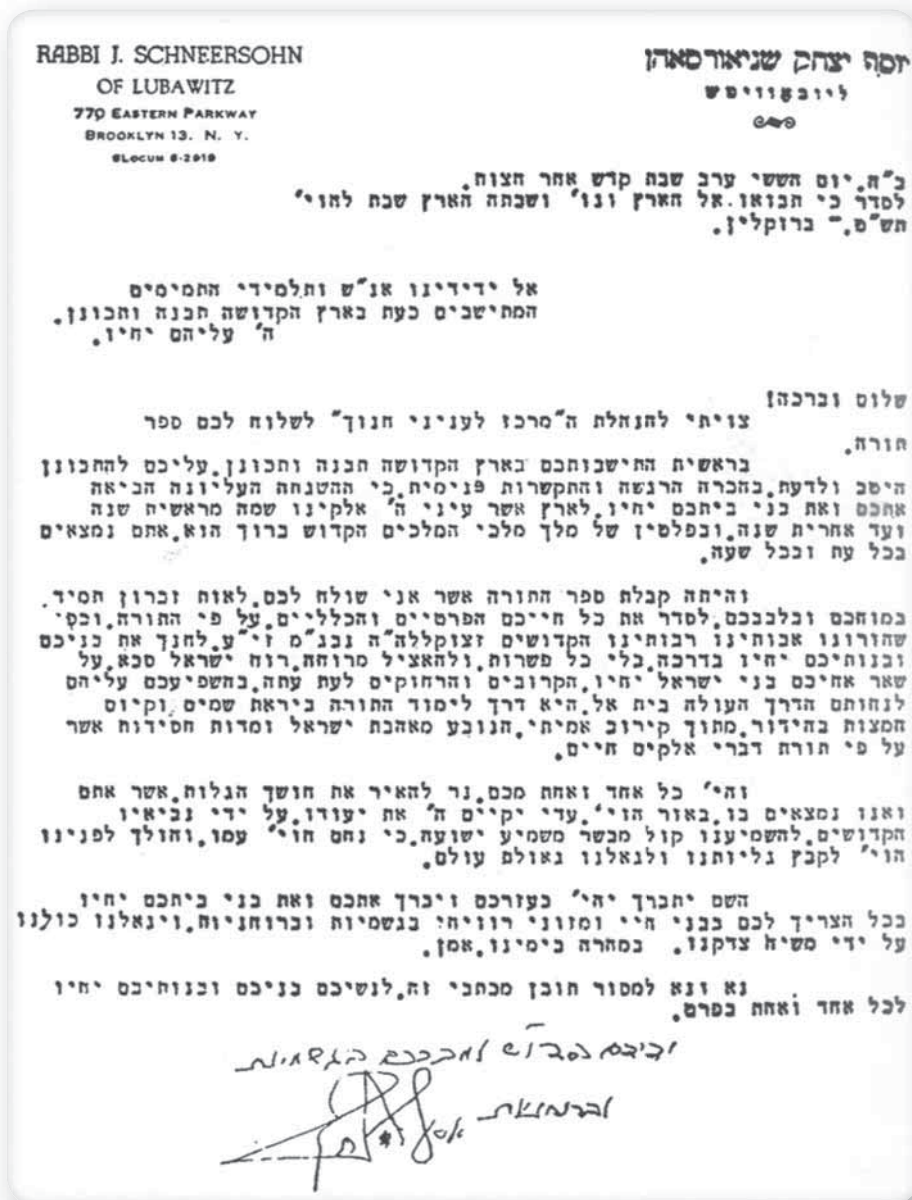 RABBI J. SCHNEERSOHN
OF LUBAWITZ
770 EASTERN PARKWAY
BROOKLYN 13. N. Y.
SLOCUM 6-2919
יוסף יצחק שניאורסאהן
ליובאוויטש
ב"ה. יום הששי ערב שבת קדש אחר חצות.
לסדר כי תבואו.אל הארץ וגו' ושבתה הארץ שבת להוי'
תש"ט.– ברוקלין.
אל ידידינו אנ"ש ותלמידי התמימים
המתישבים כעת בארץ הקדושה תבנה ותכונן.
ה' עליהם יחיו.
שלום וברכה!
צויתי להנהלת ה"מרכז לעניני חנוך" לשלוח לכם ספר
תורה.
בראשית התישבותכם בארץ הקדושה תבנה ותכונן.עליכם להתבונן
היטב ולדעת.בהכרה הרגשה והתקשרות פנימית.כי ההשגחה העליונה הביאה
אתכם ואת בני ביתכם יחיו.לארץ אשר עיני ה' אלקינו שמה מראשית שנה
ועד אחרית שנה.ובפלטין של מלך מלכי המלכים הקדוש ברוך הוא.אתם נמצאים
בכל עת ובכל שעה.
והיתה קבלת ספר התורה אשר אני שולח לכם.לאות זכרון תמיד.
במוחכם ובלבבכם.לסדר את כל חייכם הפרטיים והכלליים.על פי התורה.וכפי
שהורונו אבותינו רבותינו הקדושים זצוקללה"ה נבג"מ זי"ע.לחנך את בניכם
ובנותיכם יחיו בדרכה.בלי כל פשרות.ולהאציל מרוחה.רוח ישראל סבא.על
שאר אחיכם בני ישראל יחיו.הקרובים והרחוקים לעת עתה.בהשפיעכם עליהם
לנחותם הדרך העולה בית אל.היא דרך לימוד התורה ביראת שמים וקיום
המצות בהידור.מתוך קירוב אמיתי.הנובע מאהבת ישראל ומדות חסידות אשר
על פי תורת דברי אלקים חיים.
והי' כל אחד ואחת מכם.נר להאיר את חושך הגלות.אשר אתם
ואנו נמצאים בו.באור הוי'.עדי יקיים ה' את יעודו.על ידי נביאיו
הקדושים.להשמיענו קול מבשר משמיע ישועה.כי נחם הוי' עמו.והולך לפנינו
הוי' לקבץ גליותנו ולגאלנו גאולת עולם.
השם יתברך יהי' בעזרכם ויברך אתכם ואת בני ביתכם יחיו
בכל הצריך לכם בבני חיי ומזוני רוויחי בגשמיות וברוחניות.ויגאלנו כולנו
על ידי משיח צדקנו. במהרה בימינו.אמן.
נא ונא למסור תוכן מכתבי זה.לנשיכם בניכם ובנותיכם יחיו
לכל אחד ואחת בפרט.
ידידם הדו"ש ומברכם בגשמיות
וברוחניות